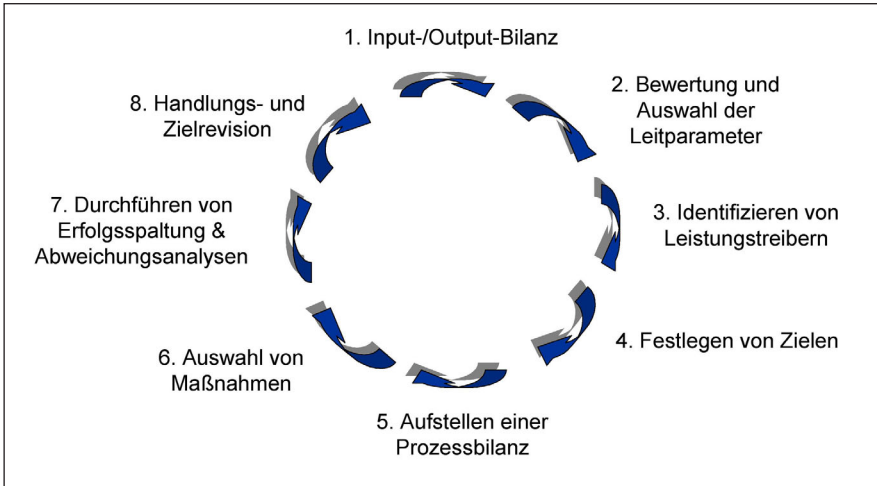 1. Input-/Output-Bilanz
2. Bewertung und
Auswahl der
Leitparameter
3. Identifizieren von
Leistungstreibern
4. Festlegen von Zielen
5. Aufstellen einer
Prozessbilanz
6. Auswahl von
Maßnahmen
7. Durchführen von
Erfolgsspaltung &
Abweichungsanalysen
8. Handlungs- und
Zielrevision